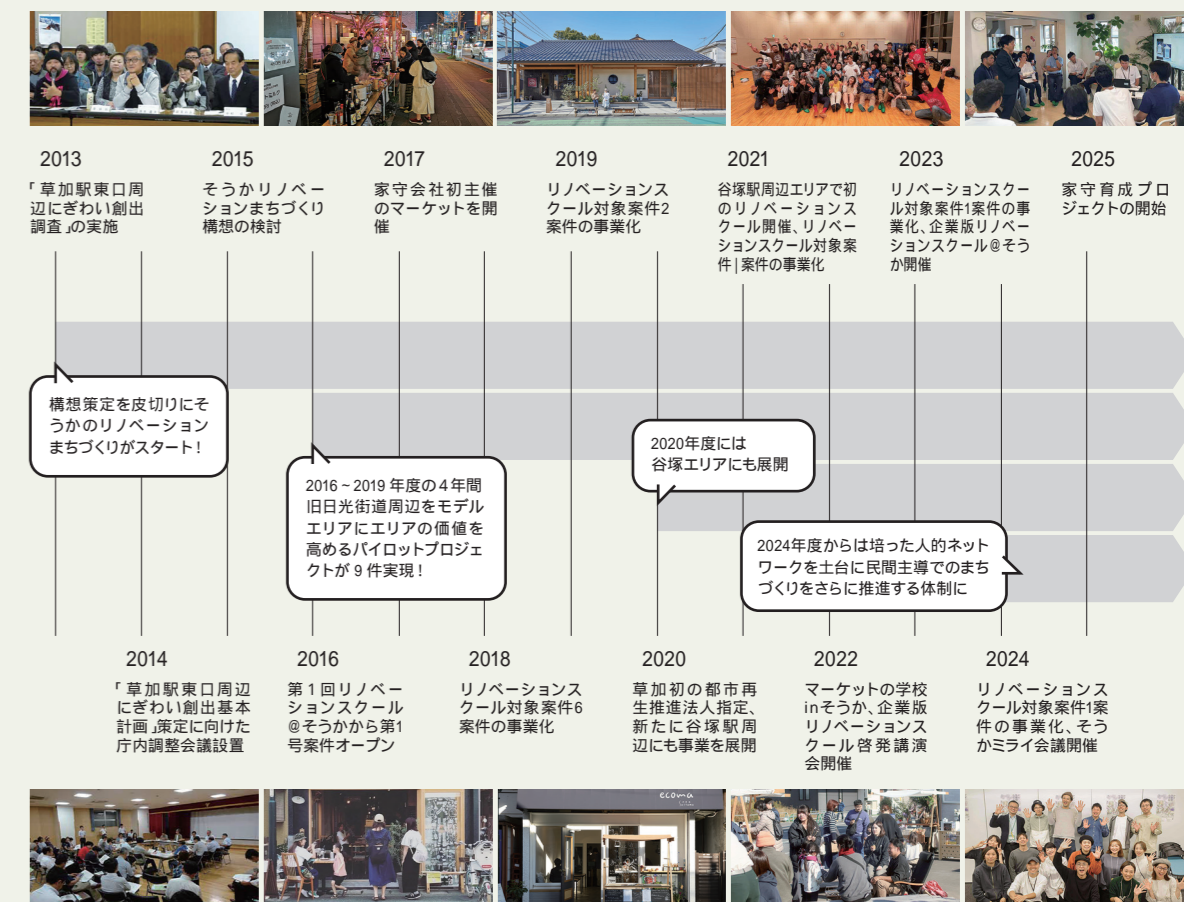 2013
「草加駅東口周
辺にぎわい創出
調査」の実施
2015
そうかリノベー
ションまちづくり
構想の検討
2017
家守会社初主催
のマーケットを開
催
2019
リノベーションス
クール対象案件2
案件の事業化
2021
谷塚駅周辺エリアで初
のリノベーションス
クール開催、リノベー
ションスクール対象案
件|案件の事業化
2023
リノベーションスクー
ル対象案件1案件の事
業化、企業版リノベー
ションスクール@そう
か開催
2025
家守育成プロ
ジェクトの開始
構想策定を皮切りにそ
うかのリノベーション
まちづくりがスタート!
2016~2019年度の4年間
旧日光街道周辺をモデル
エリアにエリアの価値を
高めるパイロットプロジェ
クトが9件実現!
2020年度には
谷塚エリアにも展開
2024年度からは培った人的ネット
ワークを土台に民間主導でのまち
づくりをさらに推進する体制に
2014
「草加駅東口周辺
にぎわい創出基本
計画」策定に向けた
庁内調整会議設置
2016
第1回リノベー
ションスクール
@そうかから第1
号案件オープン
2018
リノベーションス
クール対象案件6
案件の事業化
2020
草加初の都市再
生推進法人指定、
新たに谷塚駅周
辺にも事業を展開
2022
マーケットの学校
inそうか、企業版
リノベーションス
クール啓発講演
会開催
2024
リノベーションス
クール対象案件1案
件の事業化、そう
かミライ会議開催
ecoma